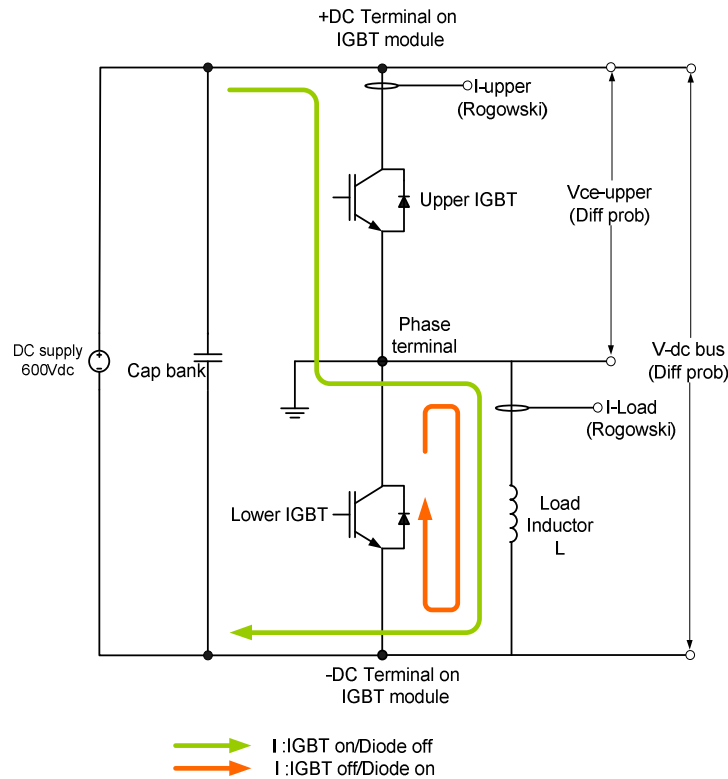 +DC Terminal on
IGBT module
I-upper
(Rogowski)
Upper IGBT
Vce-upper
(Diff prob)
Phase
terminal
DC supply
600Vdc
Cap bank
V-dc bus
(Diff prob)
I-Load
(Rogowski)
Lower IGBT
Load
Inductor
L
-DC Terminal on
IGBT module
I :IGBT on/Diode off
I :IGBT off/Diode on